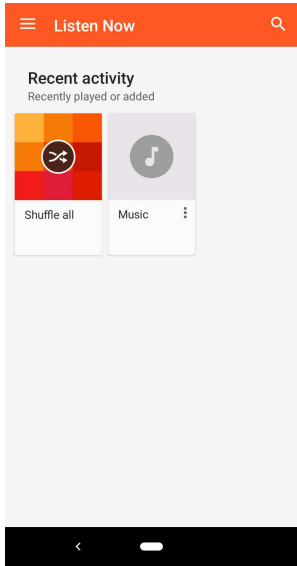 Listen Now
Recent activity
Recently played or added
Shuffle all
Music